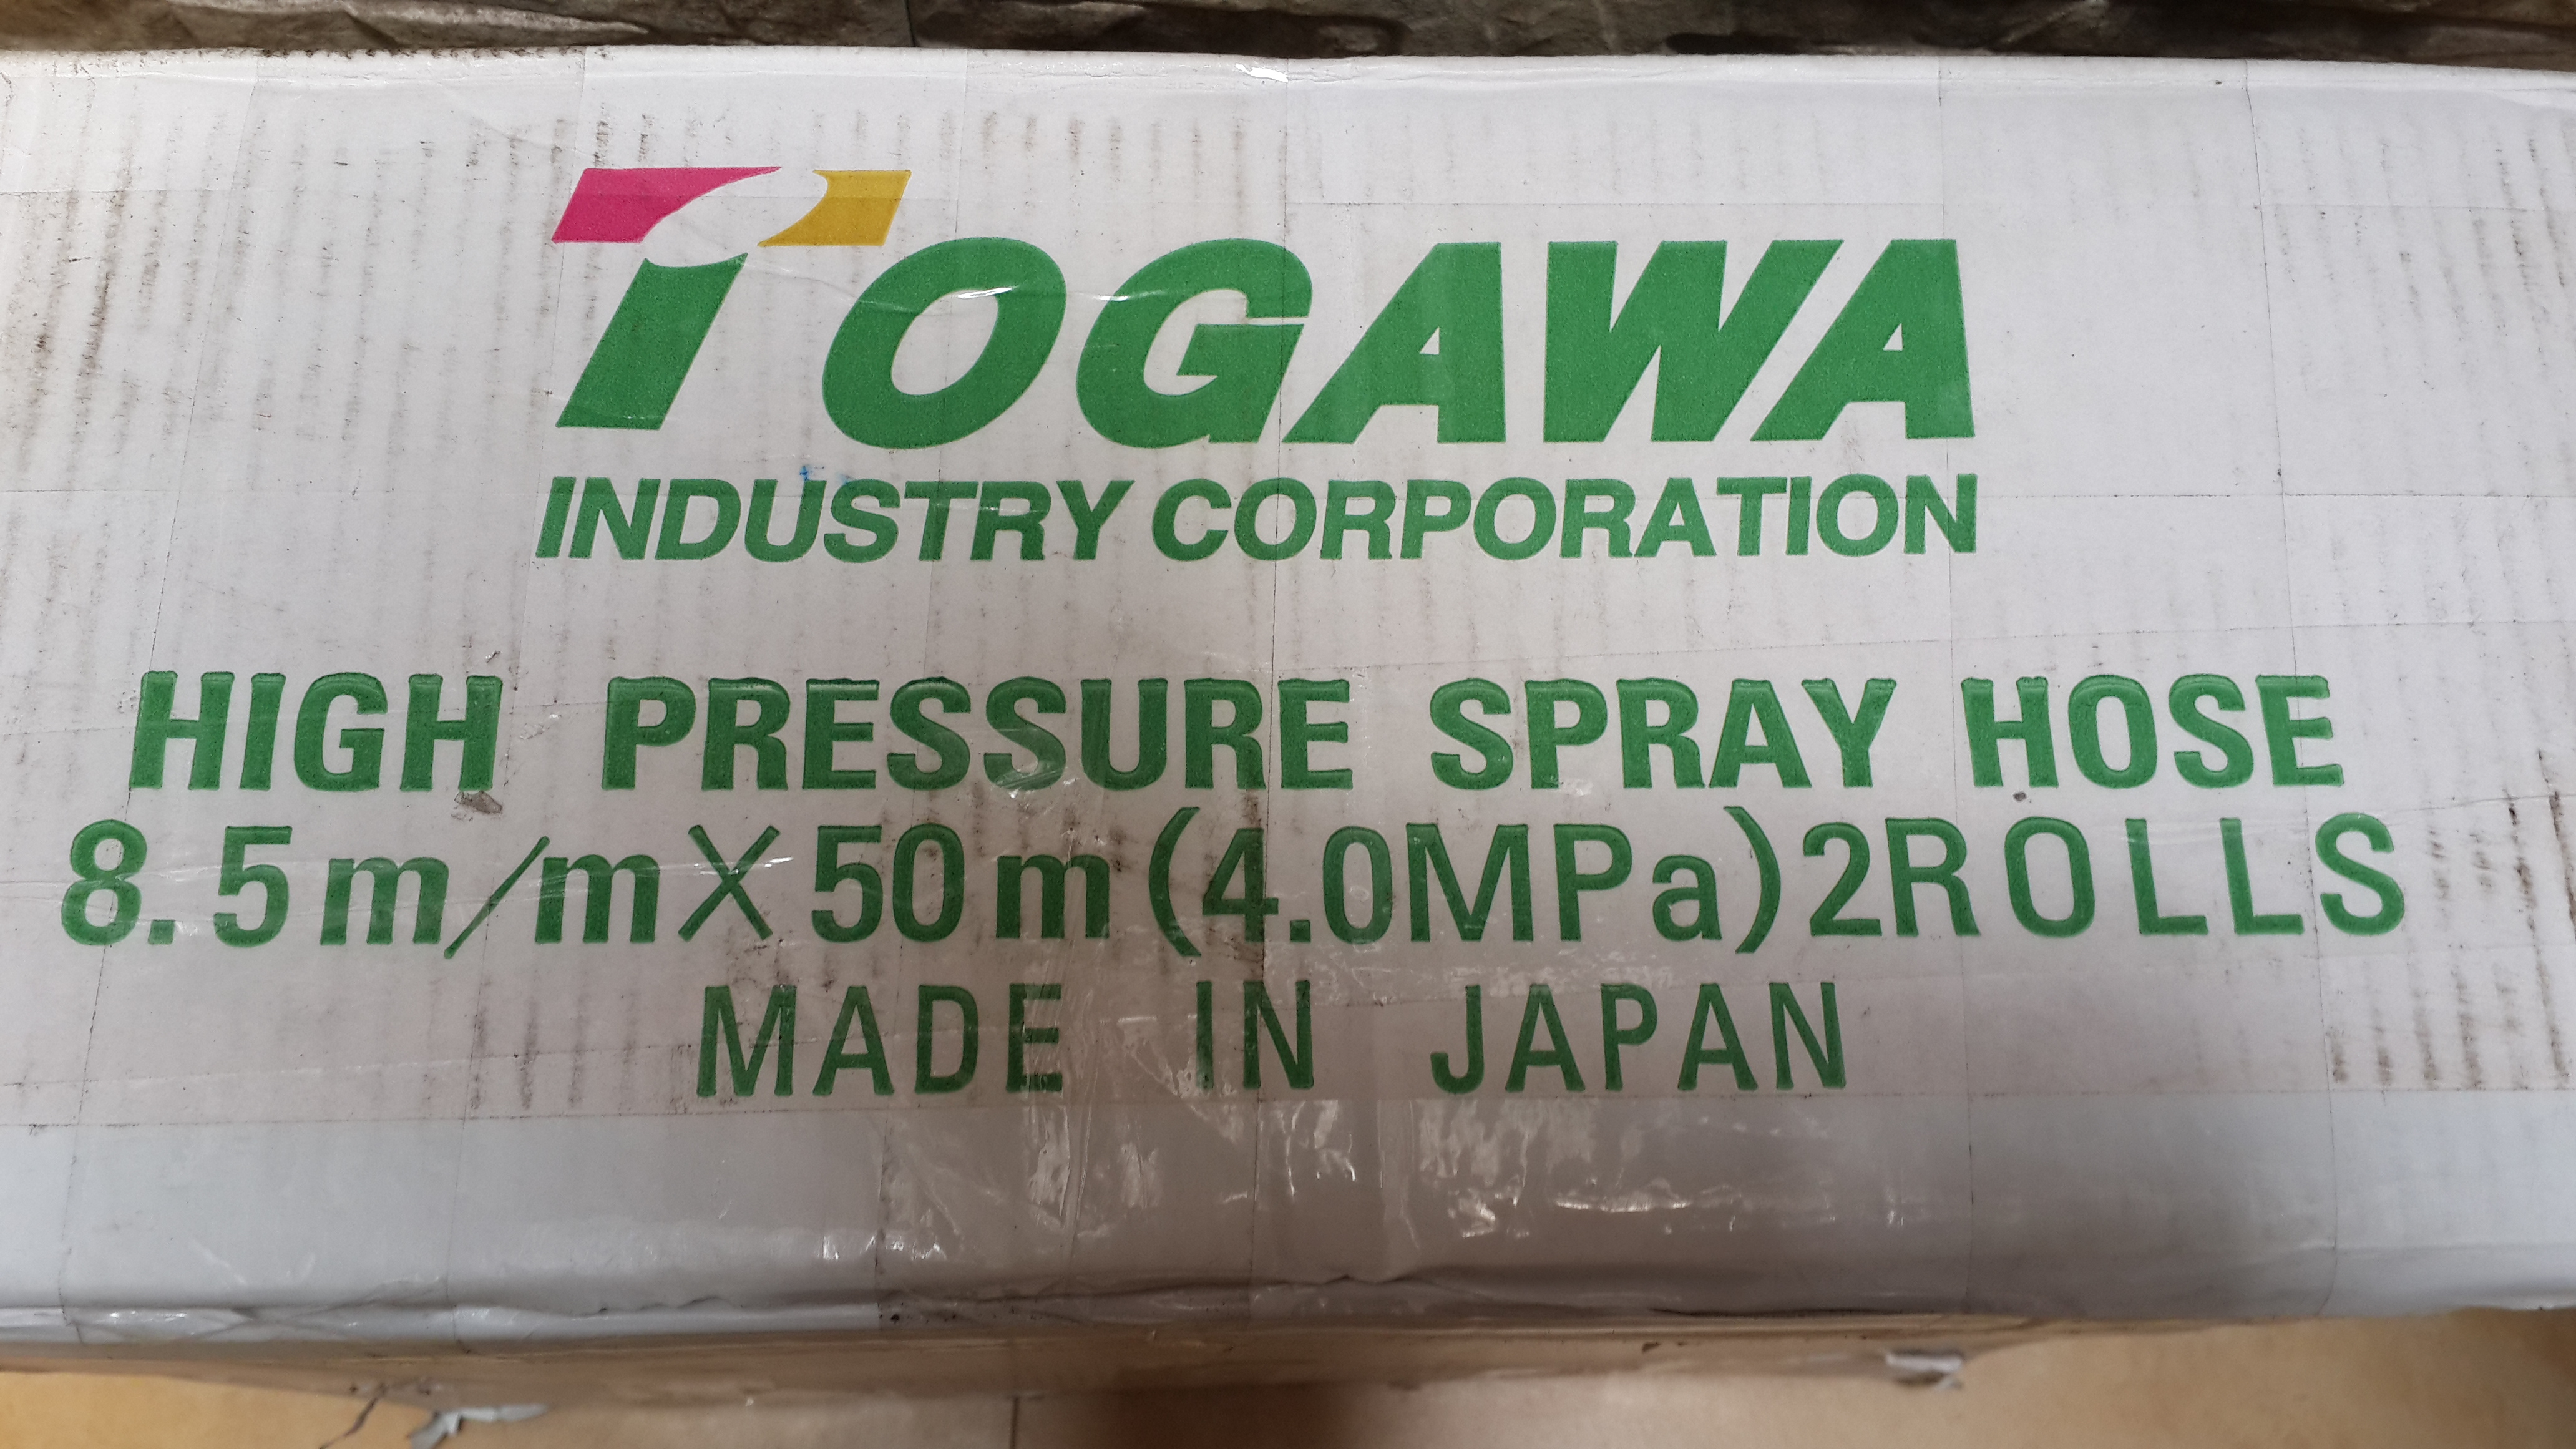 TOGAWA
INDUSTRY CORPORATION
HIGH PRESSURE SPRAY HOSE
8.5m/m×50m(4.0MPa)2ROLLS
MADE IN JAPAN